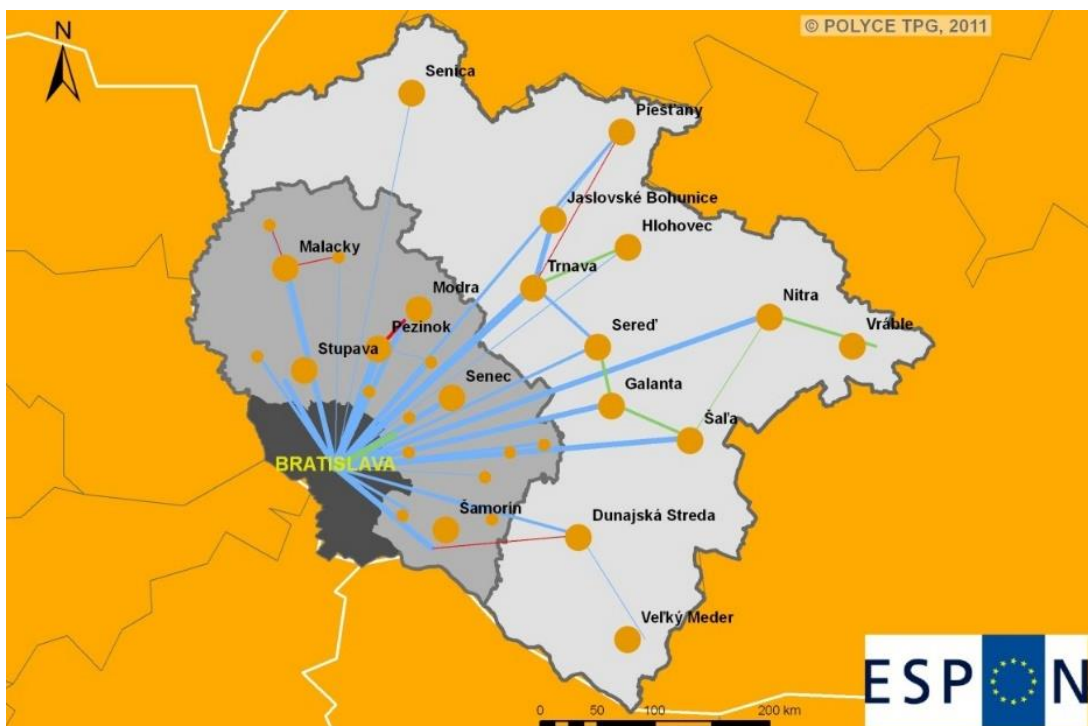 © POLYCE TPG, 2011
N
Senica
Piešťany
Jaslovské Bohunice
Hlohovec
Malacky
Trnava
Modra
Nitra
Pezinok
Sereď
Vráble
Stupava
Senec
Galanta
Šaľa
BRATISLAVA
Šamorín
Dunajská Streda
Veľký Meder
ESPON
0 50 100 200 km